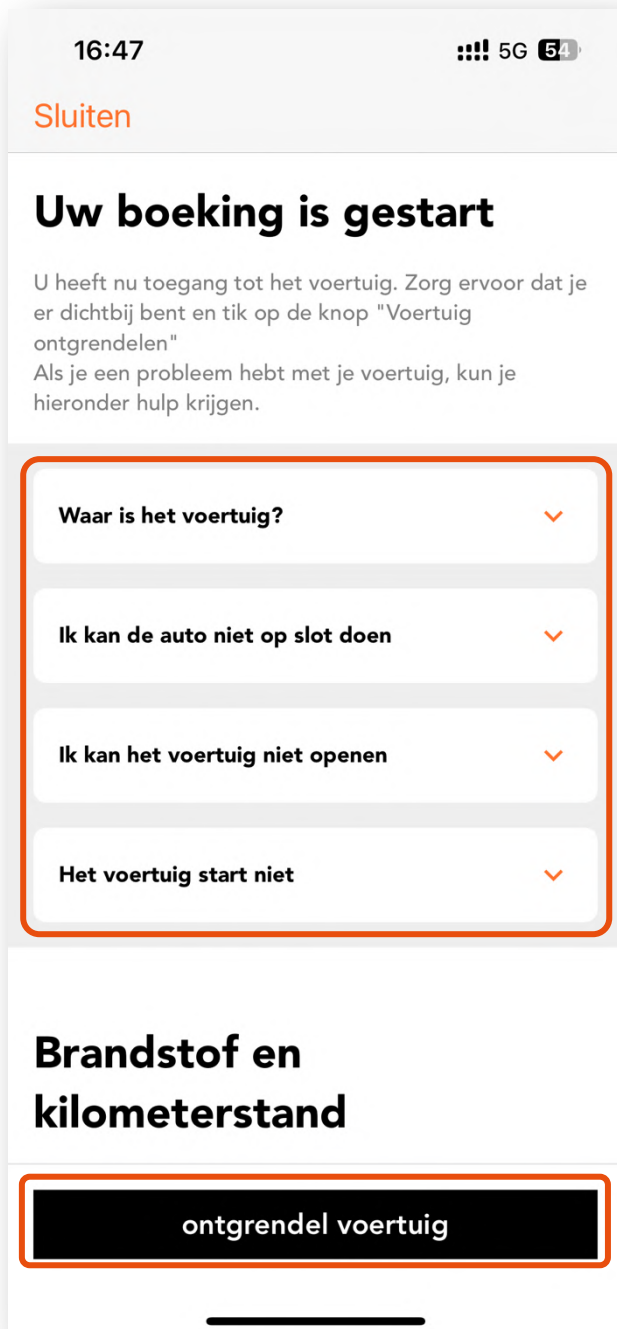 16:47
5G 54
Sluiten
Uw boeking is gestart
U heeft nu toegang tot het voertuig. Zorg ervoor dat je
er dichtbij bent en tik op de knop "Voertuig
ontgrendelen"
Als je een probleem hebt met je voertuig, kun je
hieronder hulp krijgen.
Waar is het voertuig?
Ik kan de auto niet op slot doen
Ik kan het voertuig niet openen
Het voertuig start niet
Brandstof en
kilometerstand
ontgrendel voertuig